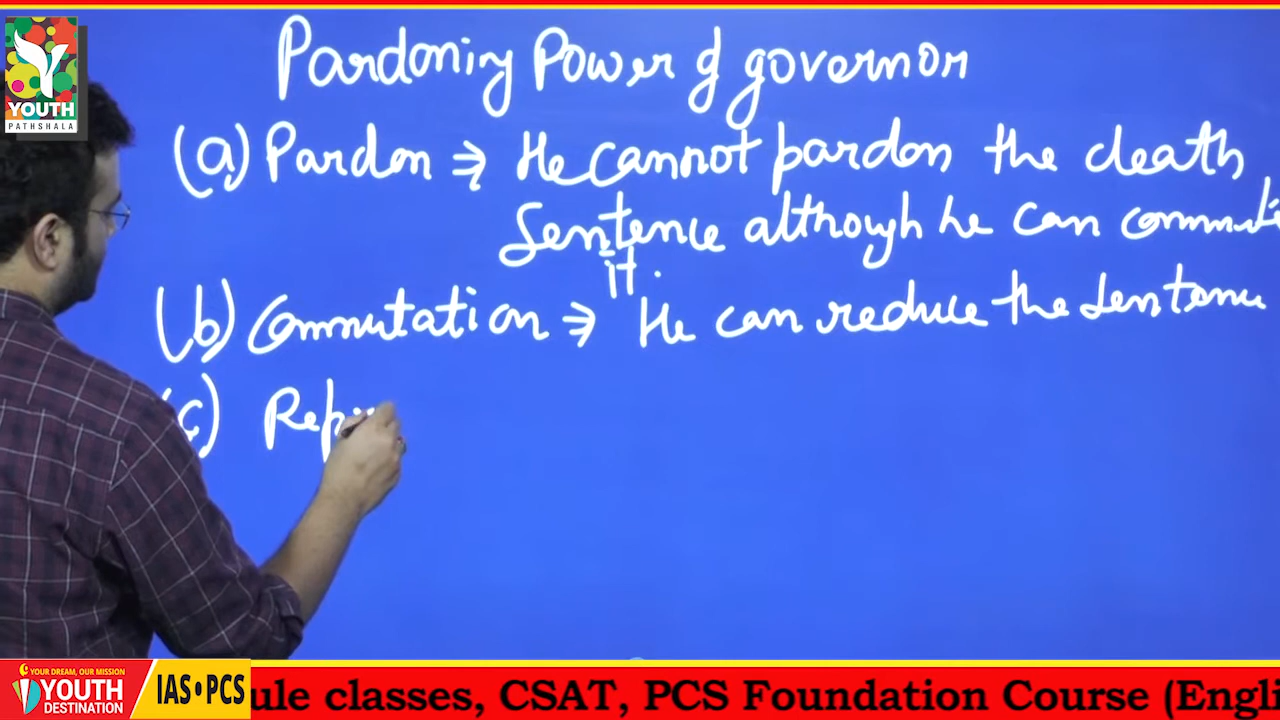 YOUTH
PATHSHALA
Pardoning Power of governor
(a) Pardon ⇒ He cannot pardon the death
Sentence although he can commute
it.
(b) Commutation ⇒ He can reduce the sentence
(c) Rep
YOUR DREAM, OUR MISSION
YOUTH
DESTINATION
IAS•PCS
ule classes, CSAT, PCS Foundation Course (Engli